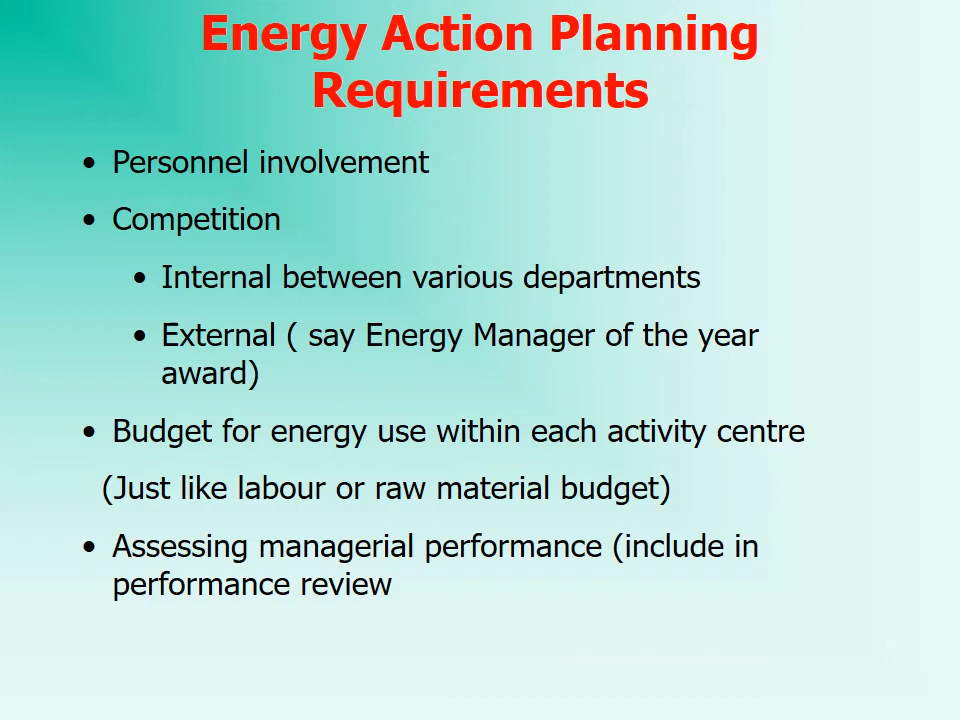 Energy Action Planning
Requirements
• Personnel involvement
• Competition
• Internal between various departments
• External ( say Energy Manager of the year
award)
• Budget for energy use within each activity centre
(Just like labour or raw material budget)
• Assessing managerial performance (include in
performance review